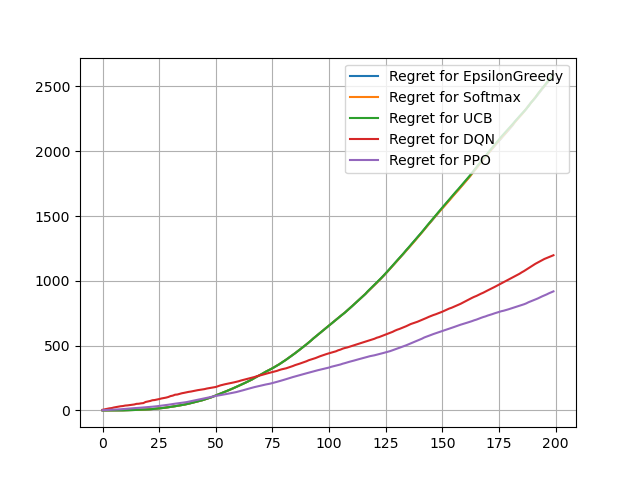 Regret for EpsilonGreedy
Regret for Softmax
Regret for UCB
Regret for DQN
Regret for PPO
2500
2000
1500
1000
500
0
0 25 50 75 100 125 150 175 200